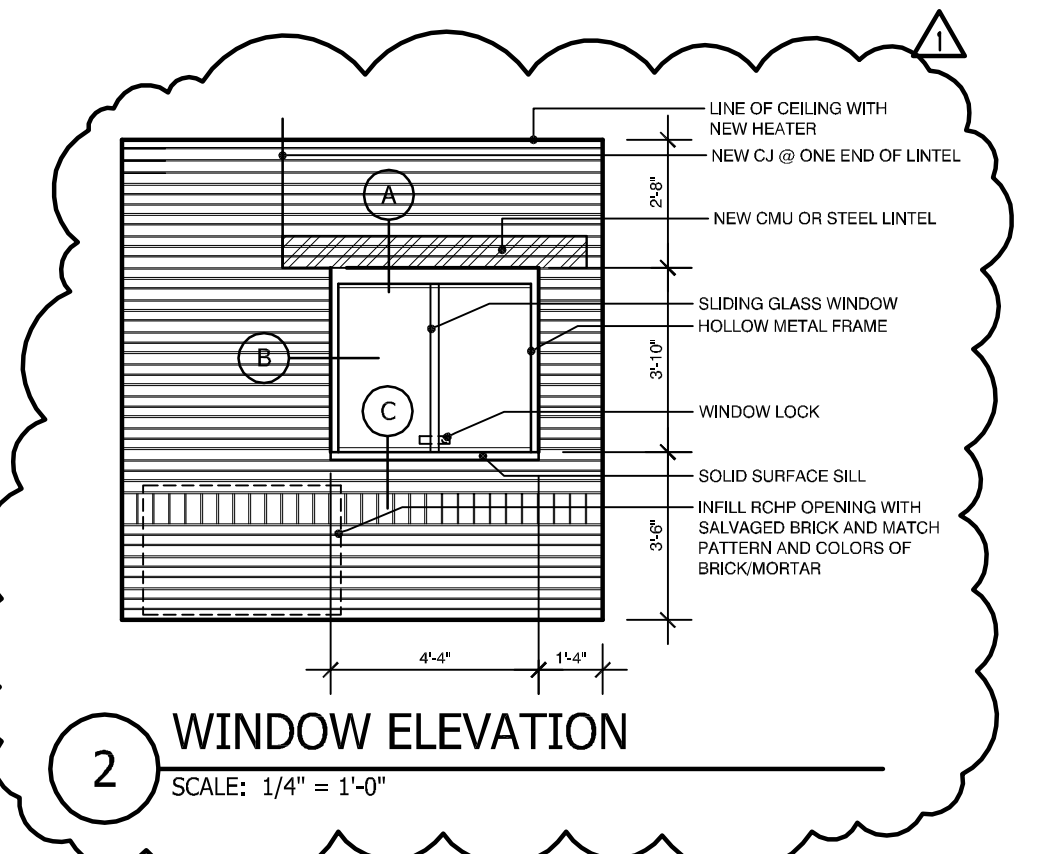 1
LINE OF CEILING WITH
NEW HEATER
NEW CJ @ ONE END OF LINTEL
2'-8"
A
NEW CMU OR STEEL LINTEL
SLIDING GLASS WINDOW
HOLLOW METAL FRAME
3'-10"
B
C
WINDOW LOCK
SOLID SURFACE SILL
INFILL RCHP OPENING WITH
SALVAGED BRICK AND MATCH
PATTERN AND COLORS OF
BRICK/MORTAR
3'-6"
4'-4"
1'-4"
2
WINDOW ELEVATION
SCALE: 1/4" = 1'-0"